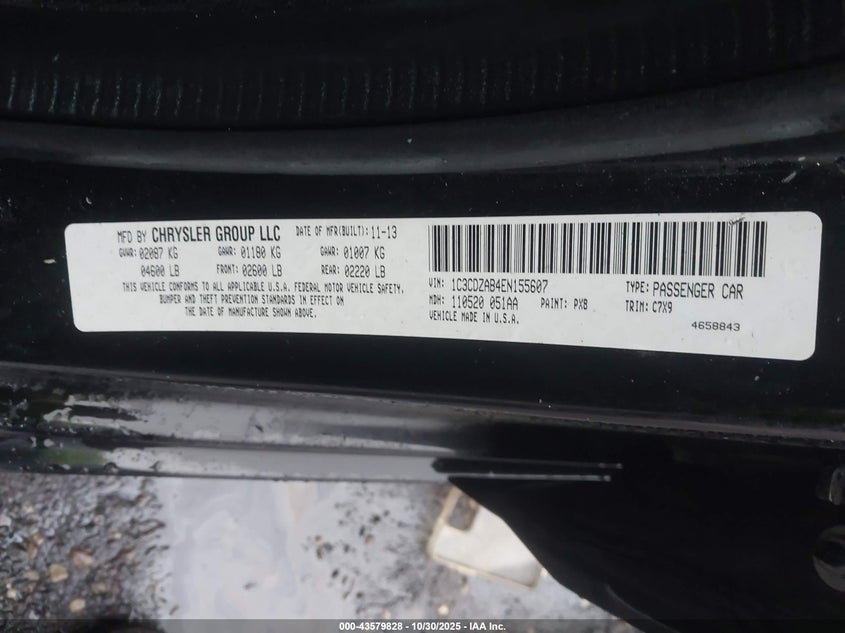 MFD BY CHRYSLER GROUP LLC DATE OF MFR(BUILT): 11-13
GVWR: 02087 KG GAWR: 01180 KG GAWR: 01007 KG
04600 LB FRONT: 02600 LB REAR: 02220 LB
THIS VEHICLE CONFORMS TO ALL APPLICABLE U.S.A. FEDERAL MOTOR VEHICLE SAFETY.
BUMPER AND THEFT PREVENTION STANDARDS IN EFFECT ON
THE DATE OF MANUFACTURE SHOWN ABOVE.
VIN: 1C3CDZAB4EN155607 TYPE: PASSENGER CAR
MDH: 110520 051AA PAINT: PX8 TRIM: C7X9
VEHICLE MADE IN U.S.A.
4658843
000-43579828 - 10/30/2025 - IAA Inc.